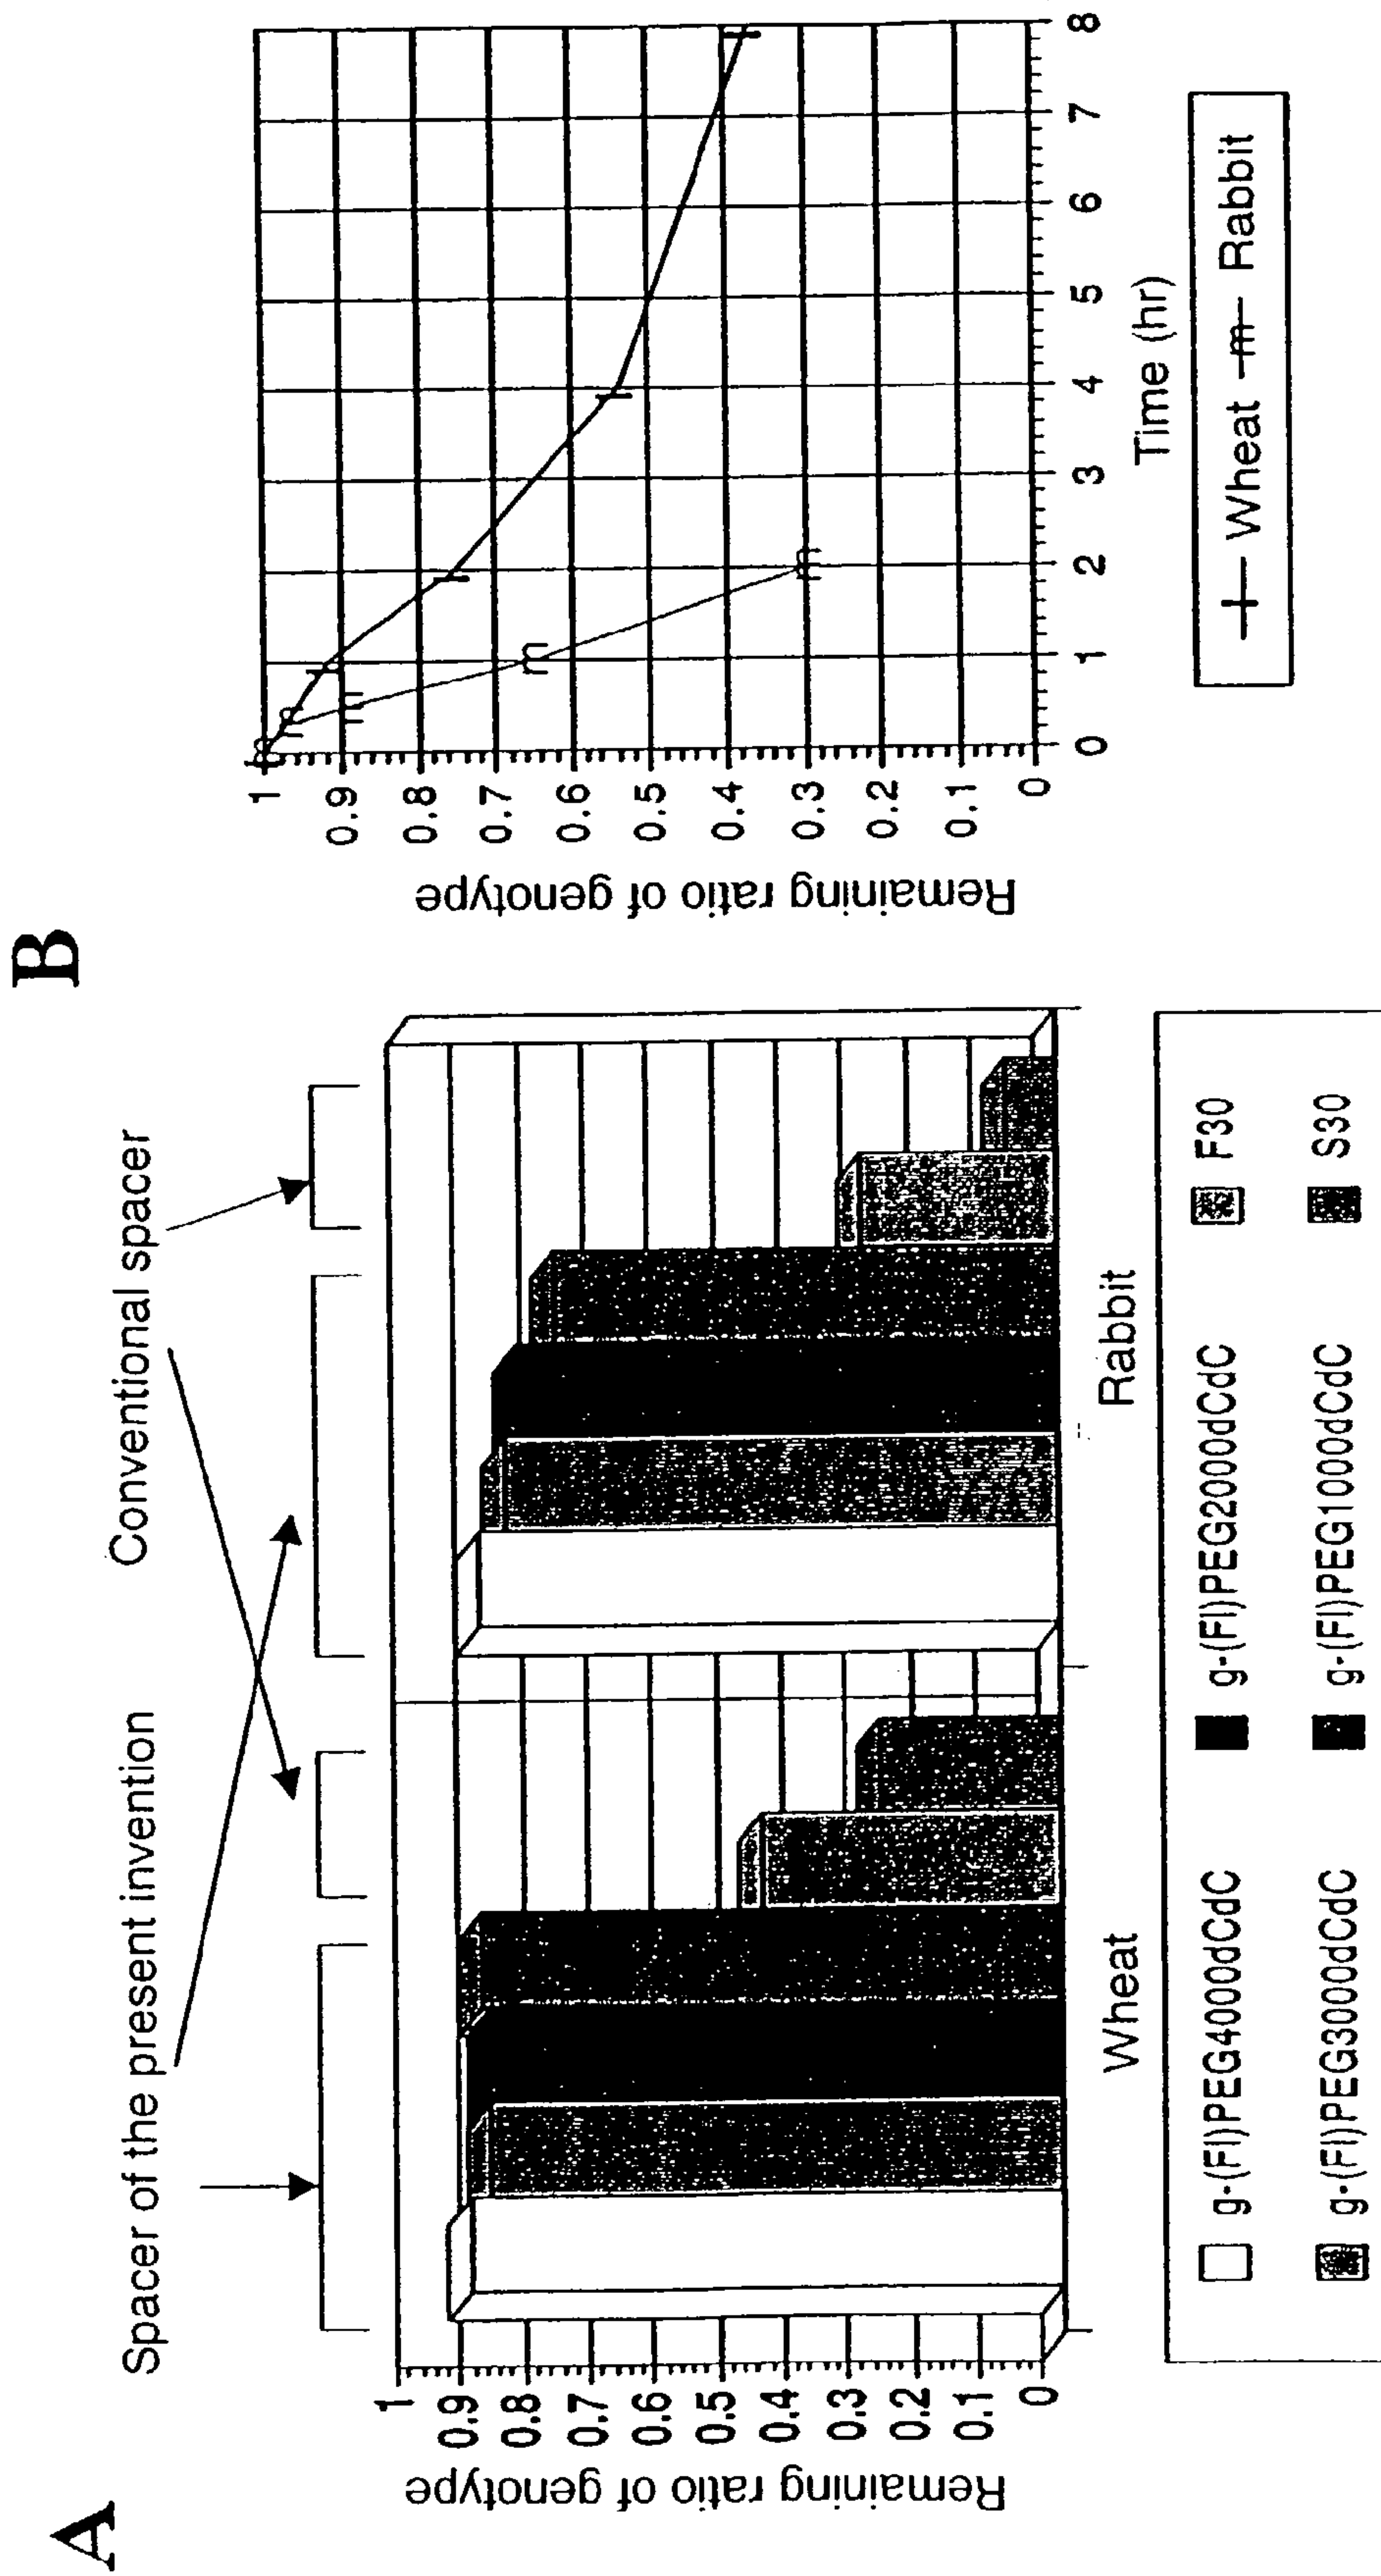 A
Spacer of the present invention
Conventional spacer
Remaining ratio of genotype
1
0.9
0.8
0.7
0.6
0.5
0.4
0.3
0.2
0.1
0
Wheat
Rabbit
g-(Fl)PEG4000dCdC
g-(Fl)PEG2000dCdC
F30
g-(Fl)PEG3000dCdC
g-(Fl)PEG1000dCdC
S30
B
Remaining ratio of genotype
1
0.9
0.8
0.7
0.6
0.5
0.4
0.3
0.2
0.1
0
m
m
m
m
m
0 1 2 3 4 5 6 7 8
Time (hr)
Wheat m Rabbit